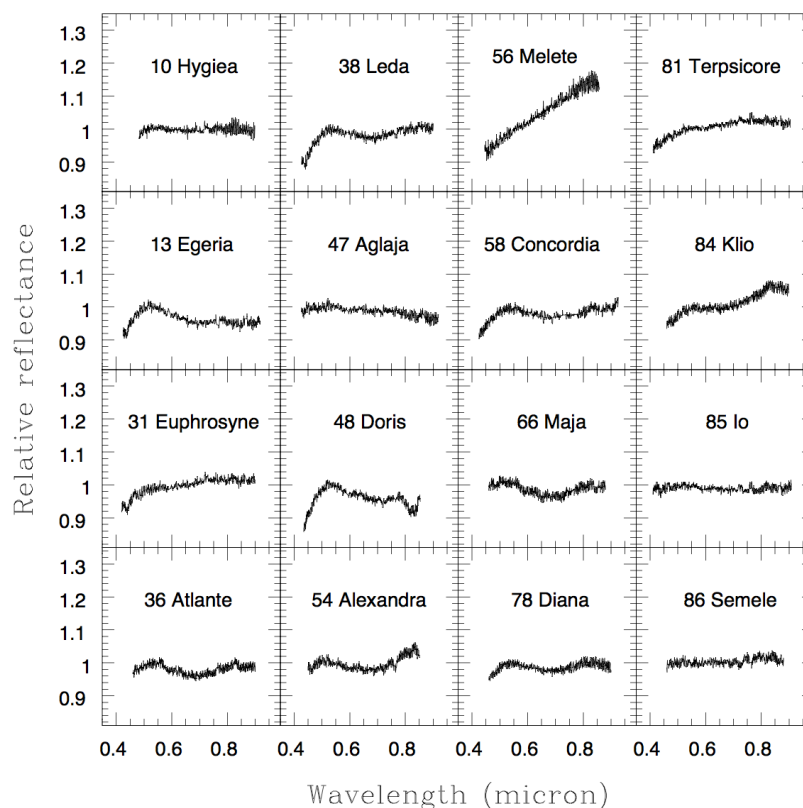 1.3
1.2
1.1
1
0.9
10 Hygiea
38 Leda
56 Melete
81 Terpsicore
1.3
1.2
1.1
1
0.9
13 Egeria
47 Aglaja
58 Concordia
84 Klio
1.3
1.2
1.1
1
0.9
31 Euphrosyne
48 Doris
66 Maja
85 Io
1.3
1.2
1.1
1
0.9
36 Atlante
54 Alexandra
78 Diana
86 Semele
0.4 0.6 0.8 0.4 0.6 0.8 0.4 0.6 0.8 0.4 0.6 0.8
Relative reflectance
Wavelength (micron)